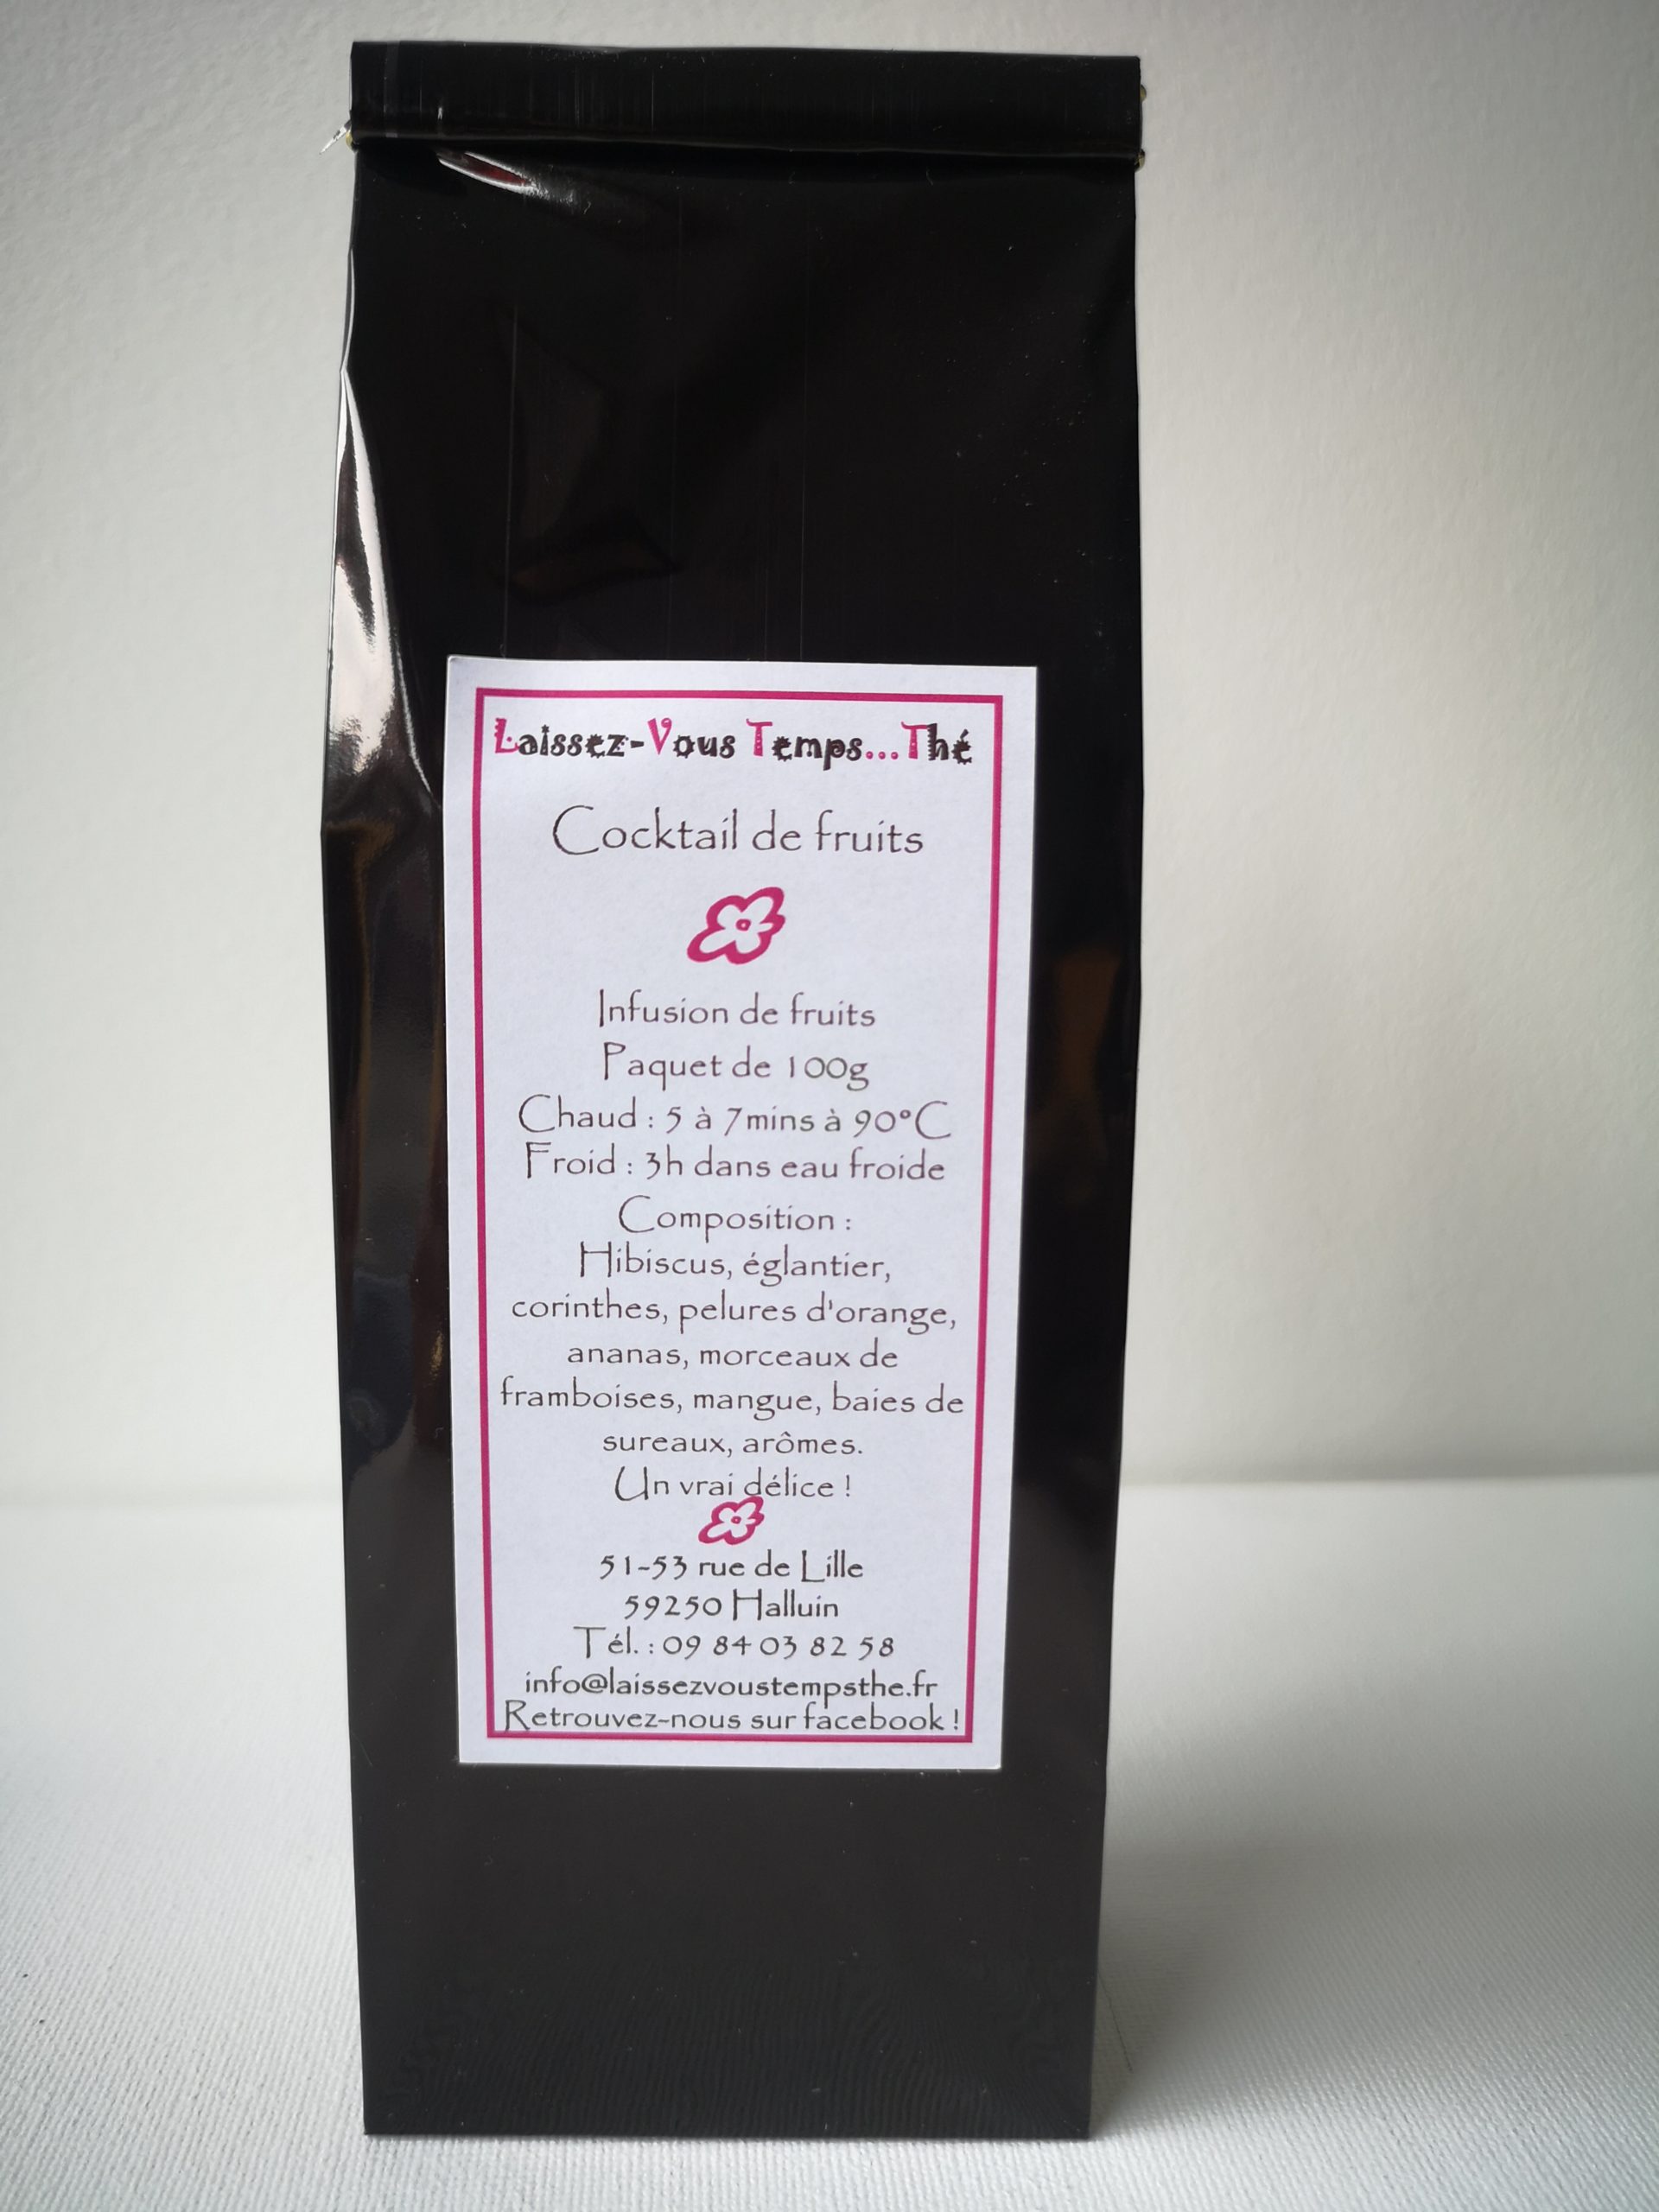 Laissez-Vous Temps...Thé
Cocktail de fruits
Infusion de fruits
Paquet de 100g
Chaud : 5 à 7mins à 90°C
Froid : 3h dans eau froide
Composition :
Hibiscus, églantier,
corinthes, pelures d'orange,
ananas, morceaux de
framboises, mangue, baies de
sureaux, arômes.
Un vrai délice !
51-53 rue de Lille
59250 Halluin
Tél. : 09 84 03 82 58
info@laissezvoustempsthe.fr
Retrouvez-nous sur facebook !